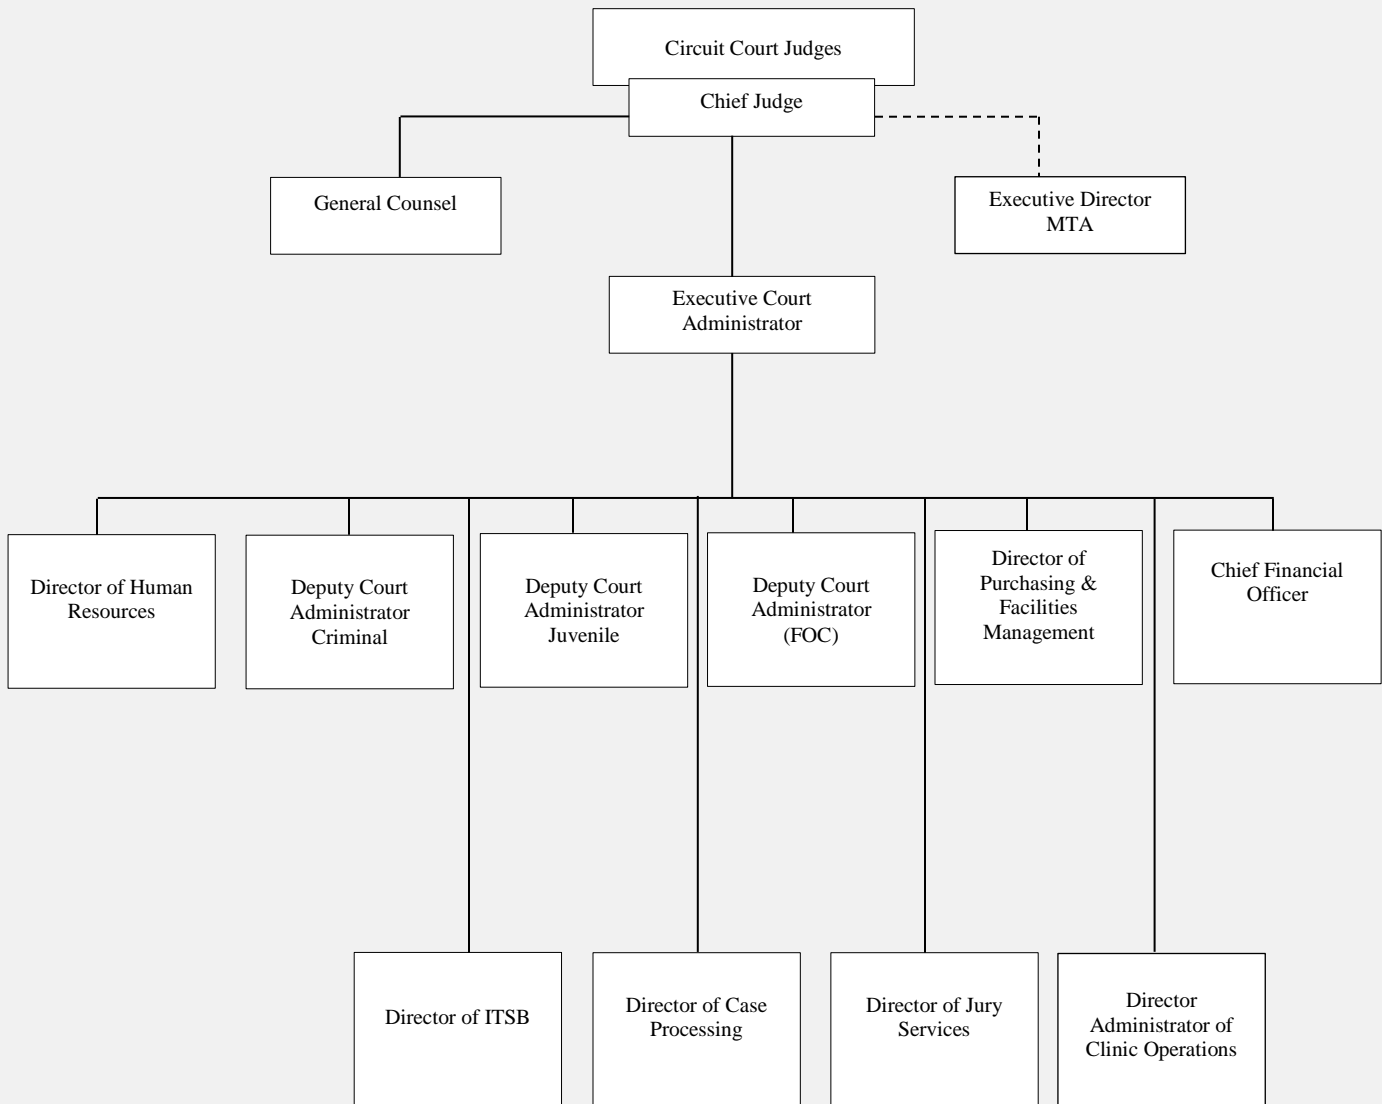 Circuit Court Judges
Chief Judge
General Counsel
Executive Director
MTA
Executive Court
Administrator
Director of Human
Resources
Deputy Court
Administrator
Criminal
Deputy Court
Administrator
Juvenile
Deputy Court
Administrator
(FOC)
Director of
Purchasing &
Facilities
Management
Chief Financial
Officer
Director of ITSB
Director of Case
Processing
Director of Jury
Services
Director
Administrator of
Clinic Operations